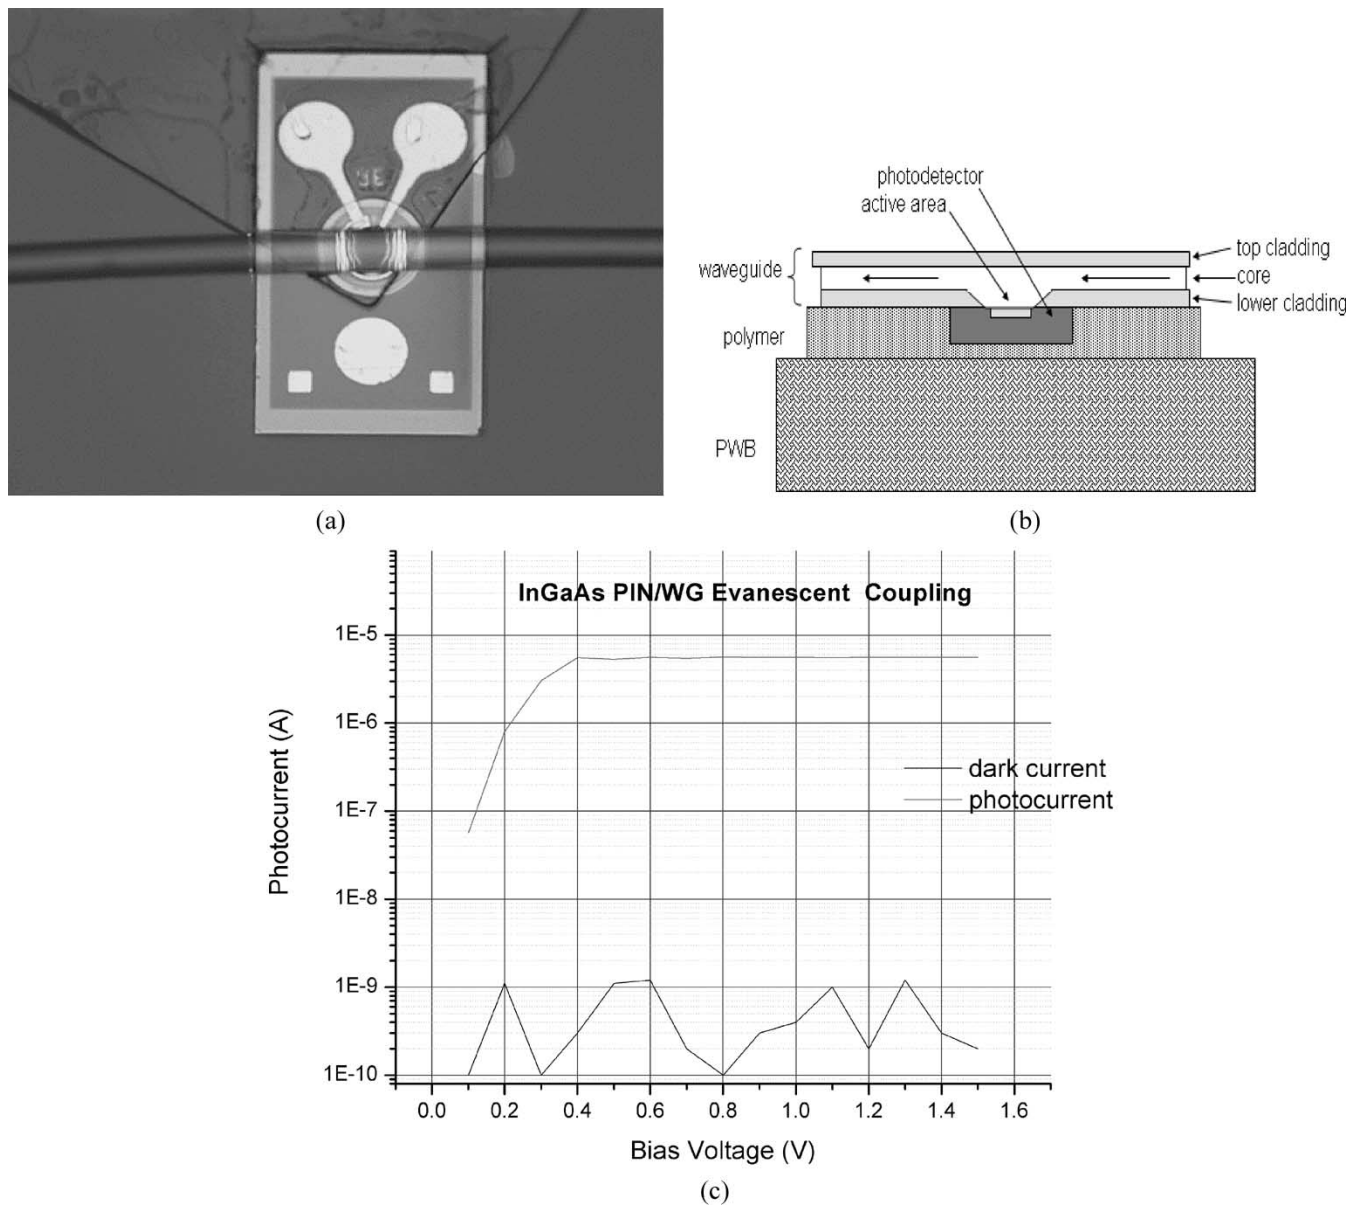 photodetector
active area
waveguide
top cladding
core
lower cladding
polymer
PWB
(a)
(b)
InGaAs PIN/WG Evanescent Coupling
1E-5
1E-6
1E-7
1E-8
1E-9
1E-10
Photocurrent (A)
dark current
photocurrent
0.0 0.2 0.4 0.6 0.8 1.0 1.2 1.4 1.6
Bias Voltage (V)
(c)